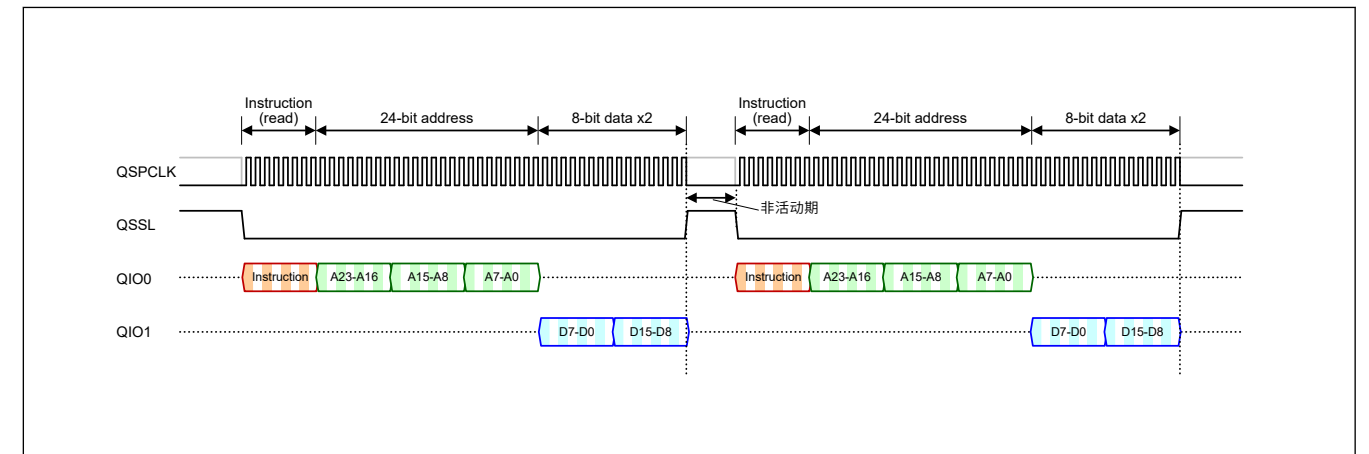 Instruction
(read)
24-bit address
8-bit data x2
Instruction
(read)
24-bit address
8-bit data x2
QSPCLK
非活动期
QSSL
QIO0
Instruction
A23-A16
A15-A8
A7-A0
Instruction
A23-A16
A15-A8
A7-A0
QIO1
D7-D0
D15-D8
D7-D0
D15-D8